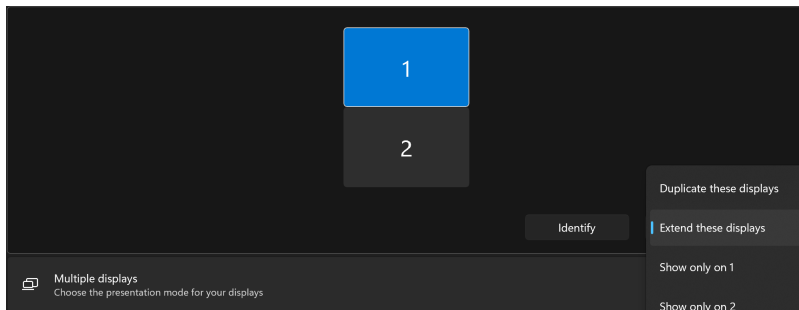 1
2
Identify
Duplicate these displays
Extend these displays
Show only on 1
Show only on 2
Multiple displays
Choose the presentation mode for your displays